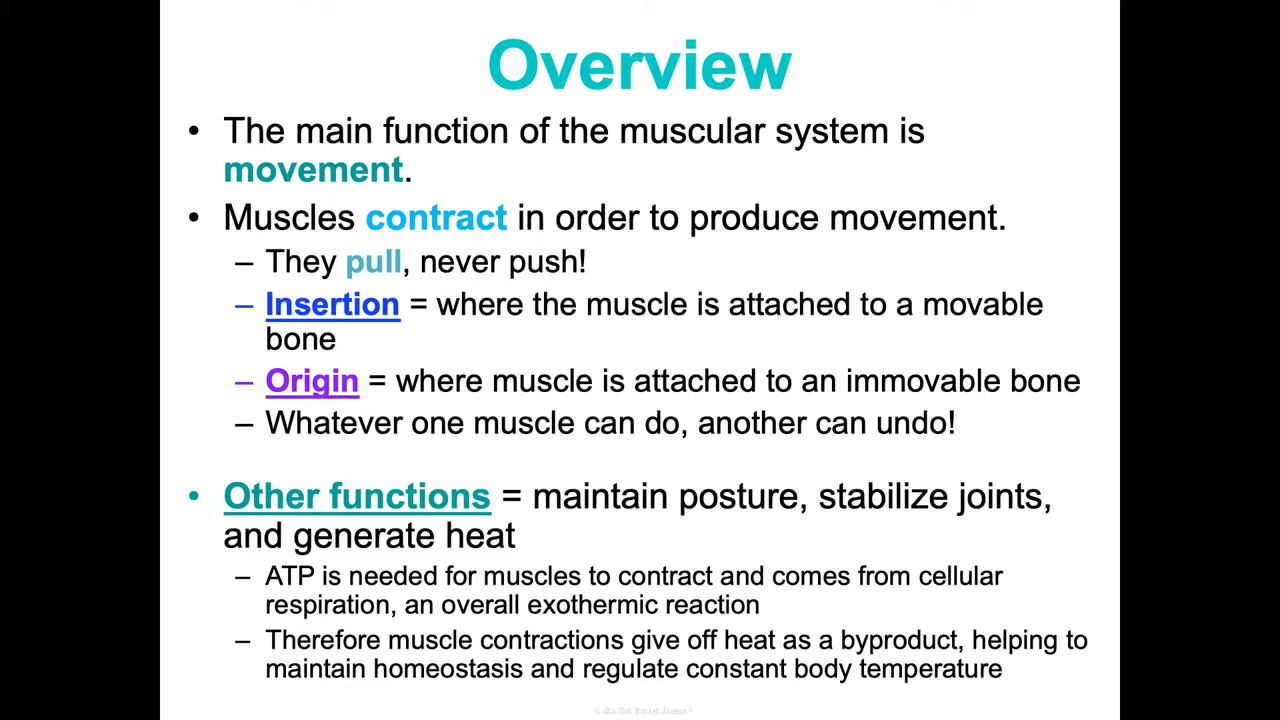 Overview
• The main function of the muscular system is
movement.
• Muscles contract in order to produce movement.
– They pull, never push!
– Insertion = where the muscle is attached to a movable
bone
– Origin = where muscle is attached to an immovable bone
– Whatever one muscle can do, another can undo!
• Other functions = maintain posture, stabilize joints,
and generate heat
– ATP is needed for muscles to contract and comes from cellular
respiration, an overall exothermic reaction
– Therefore muscle contractions give off heat as a byproduct, helping to
maintain homeostasis and regulate constant body temperature
© It's Not Rocket Science®